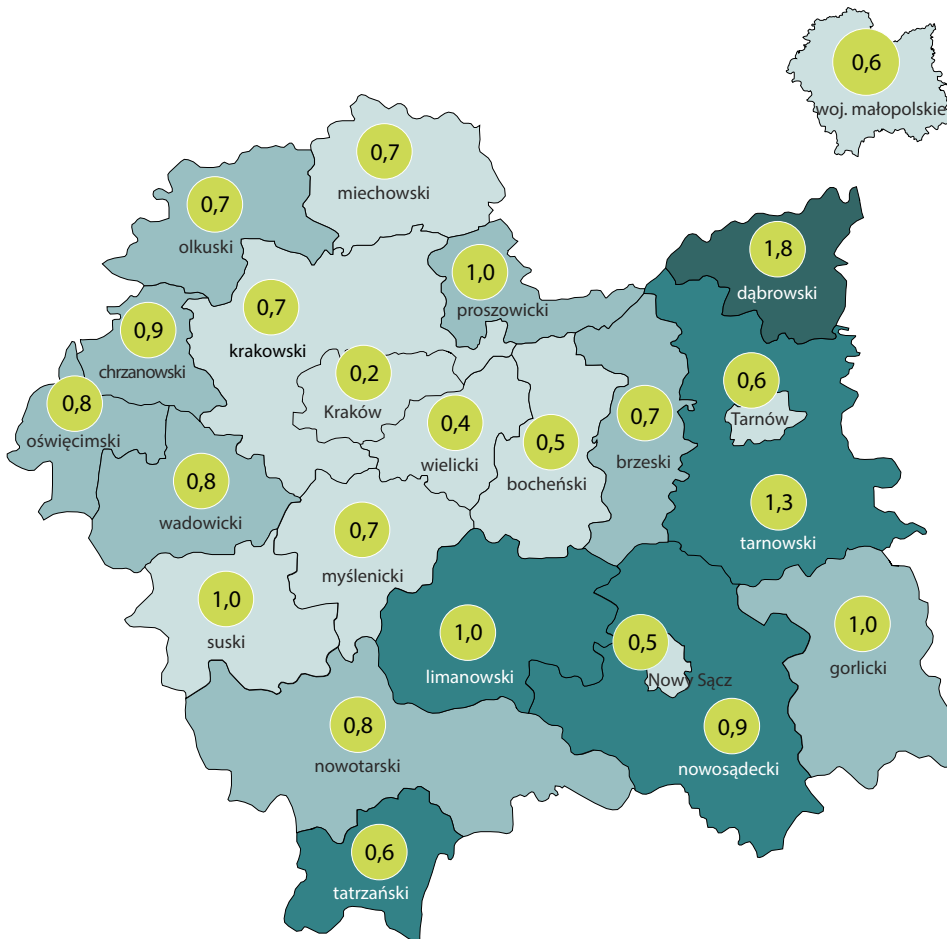 0,6
woj. małopolskie
0,7
miechowski
0,7
olkuski
1,8
dąbrowski
1,0
proszowicki
0,7
krakowski
0,9
chrzanowski
0,2
Kraków
0,6
Tarnów
0,8
oświęcimski
0,4
wielicki
0,5
bocheński
0,7
brzeski
0,8
wadowicki
1,3
tarnowski
0,7
myślenicki
1,0
suski
1,0
limanowski
0,5
Nowy Sącz
1,0
gorlicki
0,8
nowotarski
0,9
nowosądecki
0,6
tatrzański